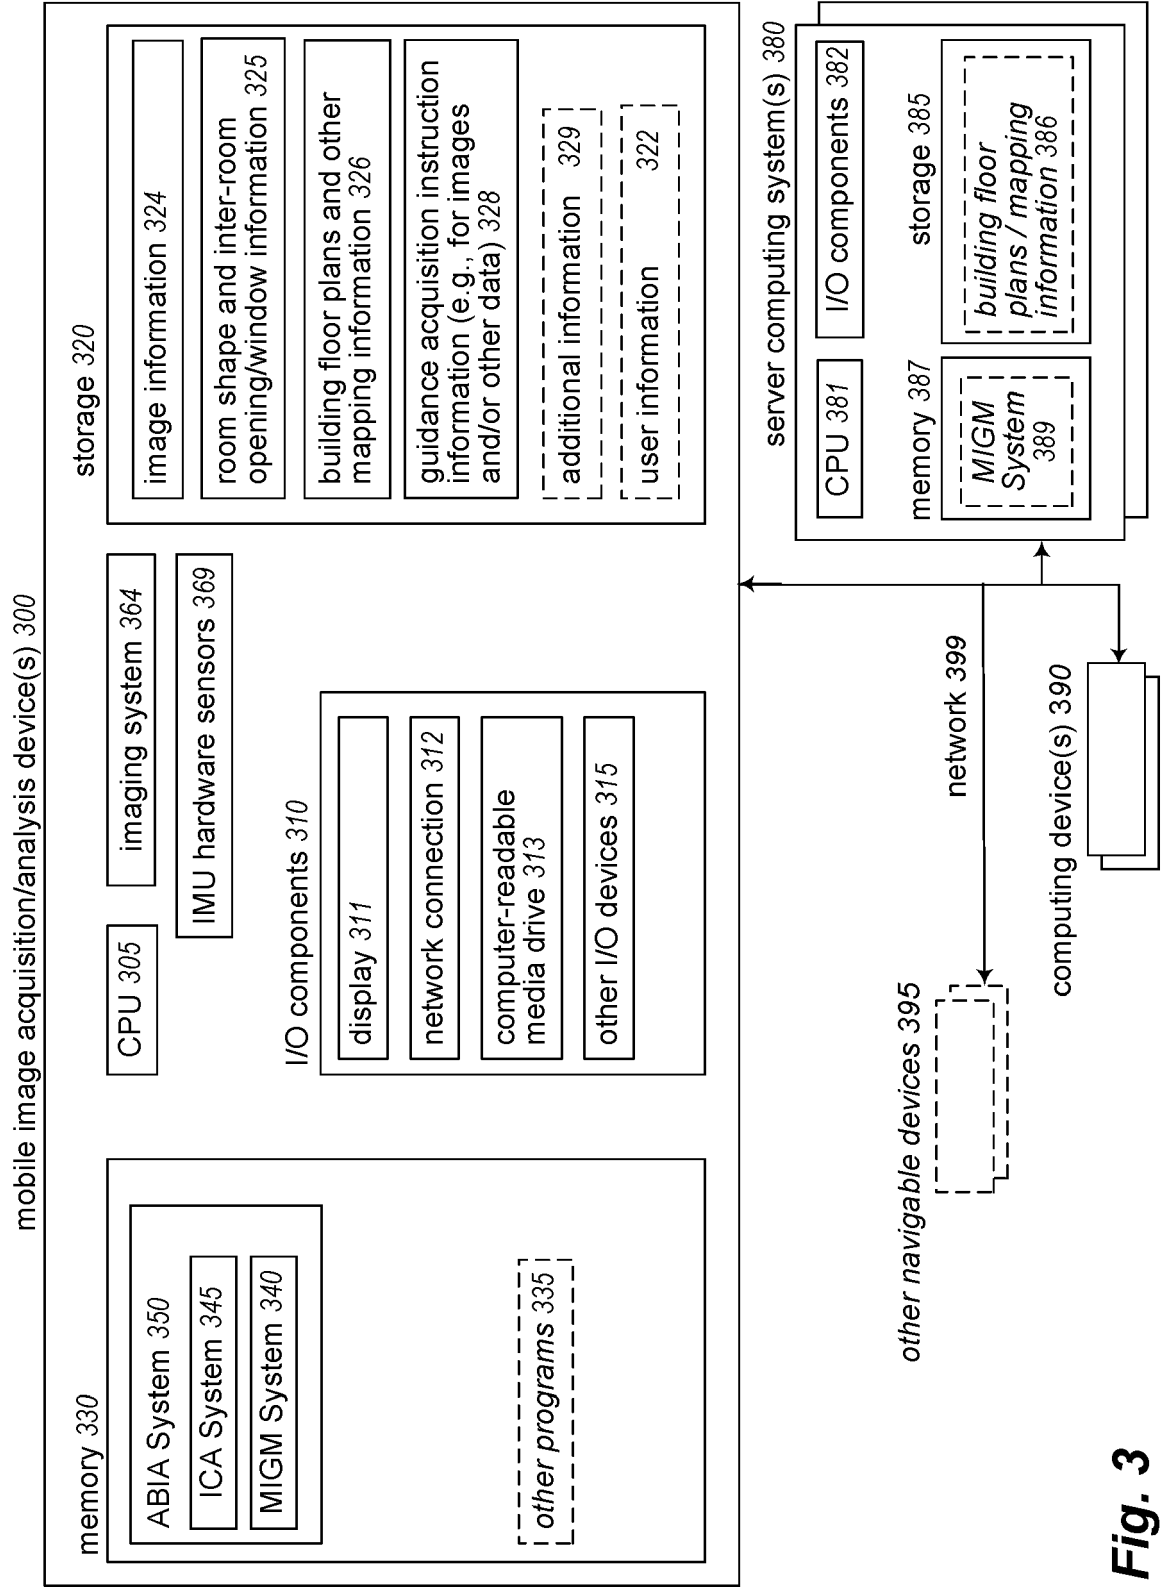 mobile image acquisition/analysis device(s) 300
memory 330
ABIA System 350
ICA System 345
MIGM System 340
other programs 335
CPU 305
imaging system 364
IMU hardware sensors 369
I/O components 310
display 311
network connection 312
computer-readable
media drive 313
other I/O devices 315
storage 320
image information 324
room shape and inter-room
opening/window information 325
building floor plans and other
mapping information 326
guidance acquisition instruction
information (e.g., for images
and/or other data) 328
additional information 329
user information 322
server computing system(s) 380
CPU 381
I/O components 382
memory 387
MIGM
System
389
storage 385
building floor
plans / mapping
information 386
other navigable devices 395
network 399
computing device(s) 390
Fig. 3